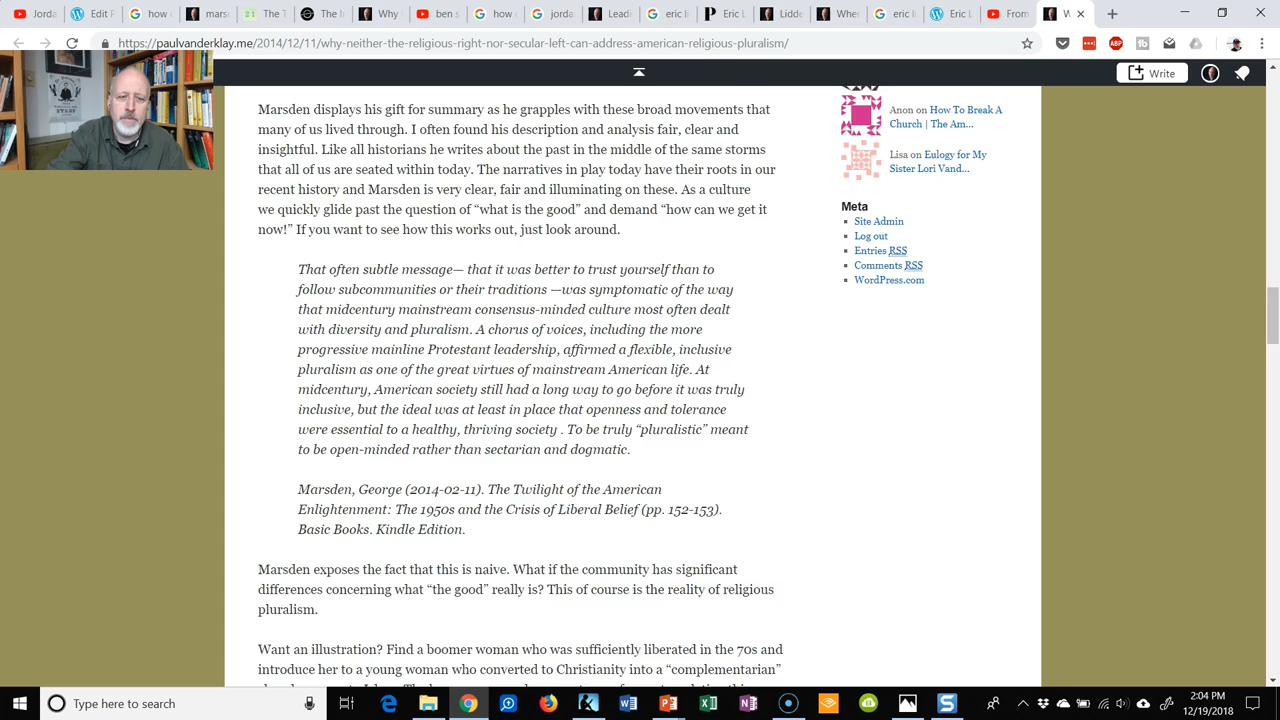 Jorda
how
mars
The T
The
Why
ben
how
jorda
Lead
eric l
Eric
Lidde
Whe
eric l
Eric L
From
W
https://paulvanderklay.me/2014/12/11/why-neither-the-religious-right-or-secular-left-can-address-american-religious-pluralism/
Write
Marsden displays his gift for summary as he grapples with these broad movements that
many of us lived through. I often found his description and analysis fair, clear and
insightful. Like all historians he writes about the past in the middle of the same storms
that all of us are seated within today. The narratives in play today have their roots in our
recent history and Marsden is very clear, fair and illuminating on these. As a culture
we quickly glide past the question of “what is the good” and demand “how can we get it
now!” If you want to see how this works out, just look around.
That often subtle message— that it was better to trust yourself than to
follow subcommunities or their traditions —was symptomatic of the way
that midcentury mainstream consensus-minded culture most often dealt
with diversity and pluralism. A chorus of voices, including the more
progressive mainline Protestant leadership, affirmed a flexible, inclusive
pluralism as one of the great virtues of mainstream American life. At
midcentury, American society still had a long way to go before it was truly
inclusive, but the ideal was at least in place that openness and tolerance
were essential to a healthy, thriving society . To be truly “pluralistic” meant
to be open-minded rather than sectarian and dogmatic.
Marsden, George (2014-02-11). The Twilight of the American
Enlightenment: The 1950s and the Crisis of Liberal Belief (pp. 152-153).
Basic Books. Kindle Edition.
Marsden exposes the fact that this is naive. What if the community has significant
differences concerning what “the good” really is? This of course is the reality of religious
pluralism.
Want an illustration? Find a boomer woman who was sufficiently liberated in the 70s and
introduce her to a young woman who converted to Christianity into a “complementarian”
Anon on How To Break A
Church | The Am...
Lisa on Eulogy for My
Sister Lori Vand...
Meta
Site Admin
Log out
Entries RSS
Comments RSS
WordPress.com
Type here to search
2:04 PM
12/19/2018